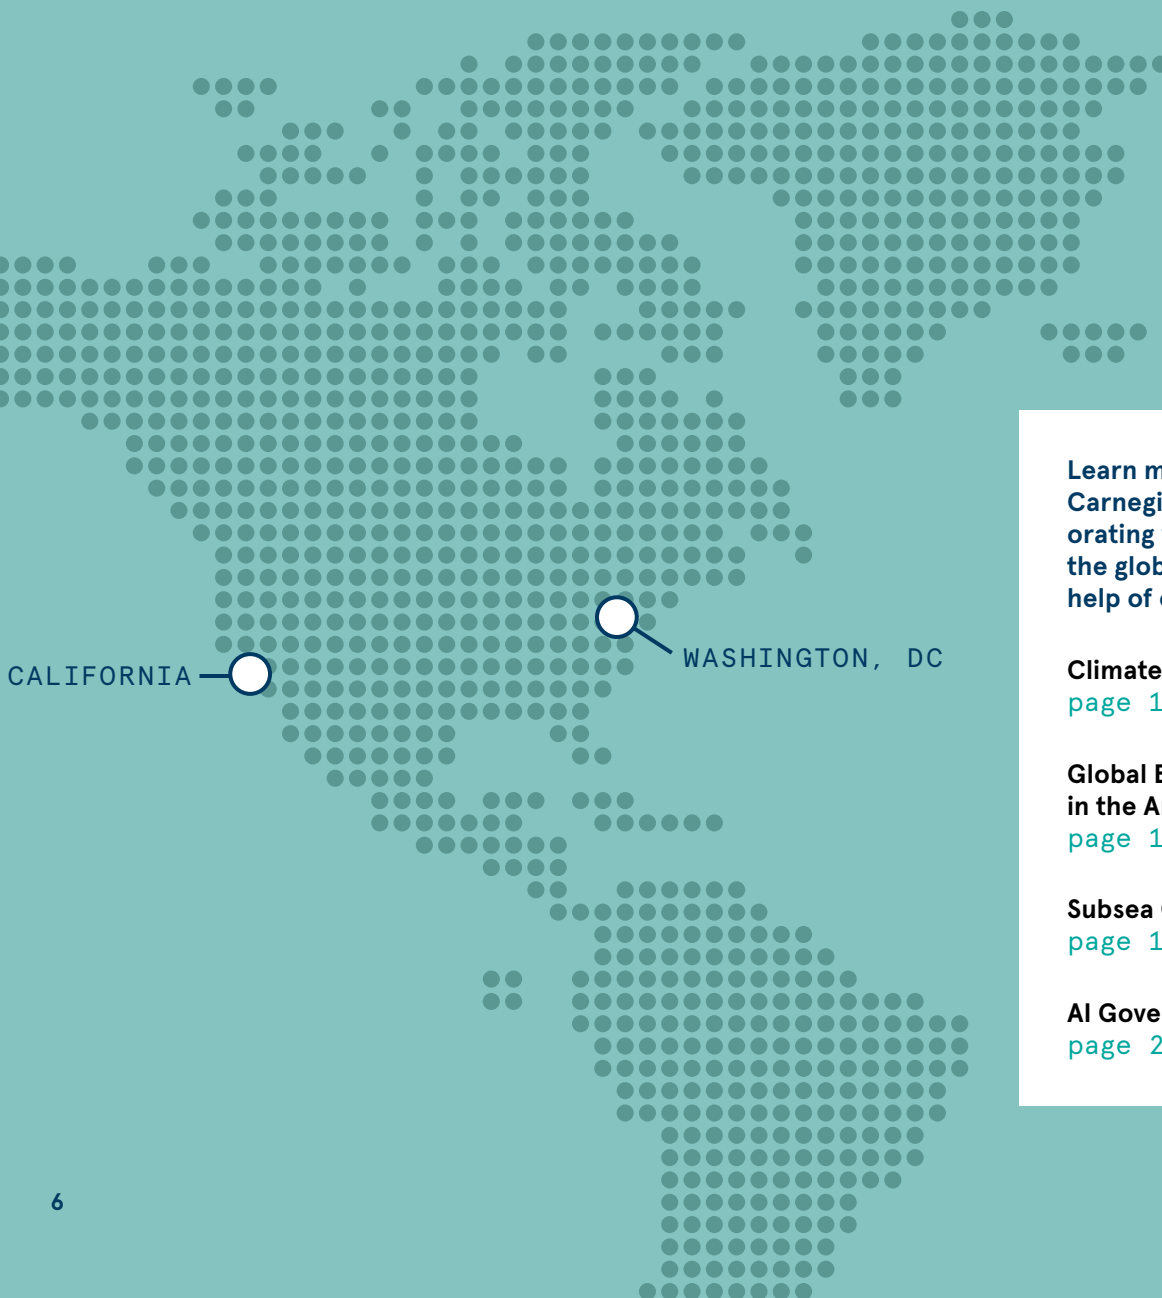 CALIFORNIA
WASHINGTON, DC
Learn m
Carnegi
orating
the glob
help of
Climate
page 1
Global E
in the A
page 1
Subsea
page 1
AI Gove
page 2
6